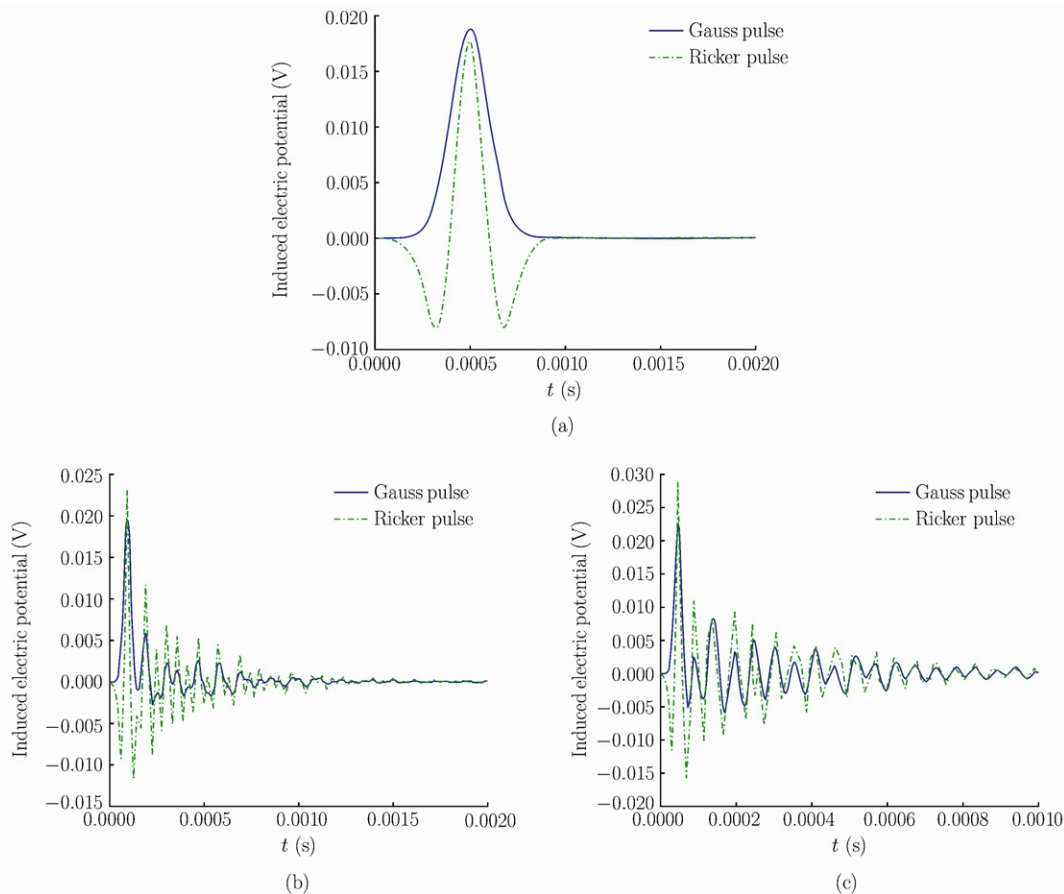 0.020
0.015
0.010
0.005
0.000
−0.005
−0.010
Induced electric potential (V)
Gauss pulse
Ricker pulse
0.0000 0.0005 0.0010 0.0015 0.0020
t (s)
(a)
0.025
0.020
0.015
0.010
0.005
0.000
−0.005
−0.010
−0.015
Induced electric potential (V)
Gauss pulse
Ricker pulse
0.0000 0.0005 0.0010 0.0015 0.0020
t (s)
(b)
0.030
0.025
0.020
0.015
0.010
0.005
0.000
−0.005
−0.010
−0.015
−0.020
Induced electric potential (V)
Gauss pulse
Ricker pulse
0.0000 0.0002 0.0004 0.0006 0.0008 0.0010
t (s)
(c)